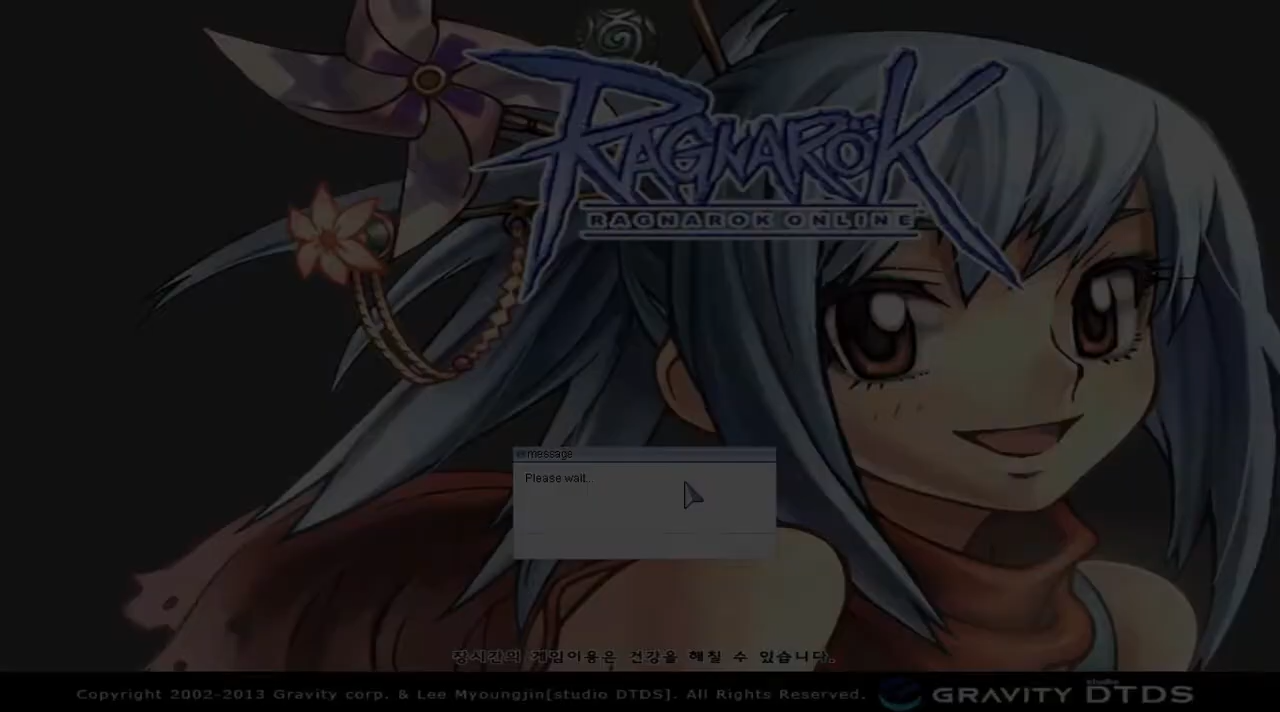 RAGNARÖK
RAGNAROK ONLINE
message
Please wait...
장시간의 게임이용은 건강을 해칠 수 있습니다.
Copyright 2002-2013 Gravity corp. & Lee Myoungjin[studio DTDS]. All Rights Reserved.
GRAVITY studio DTDS